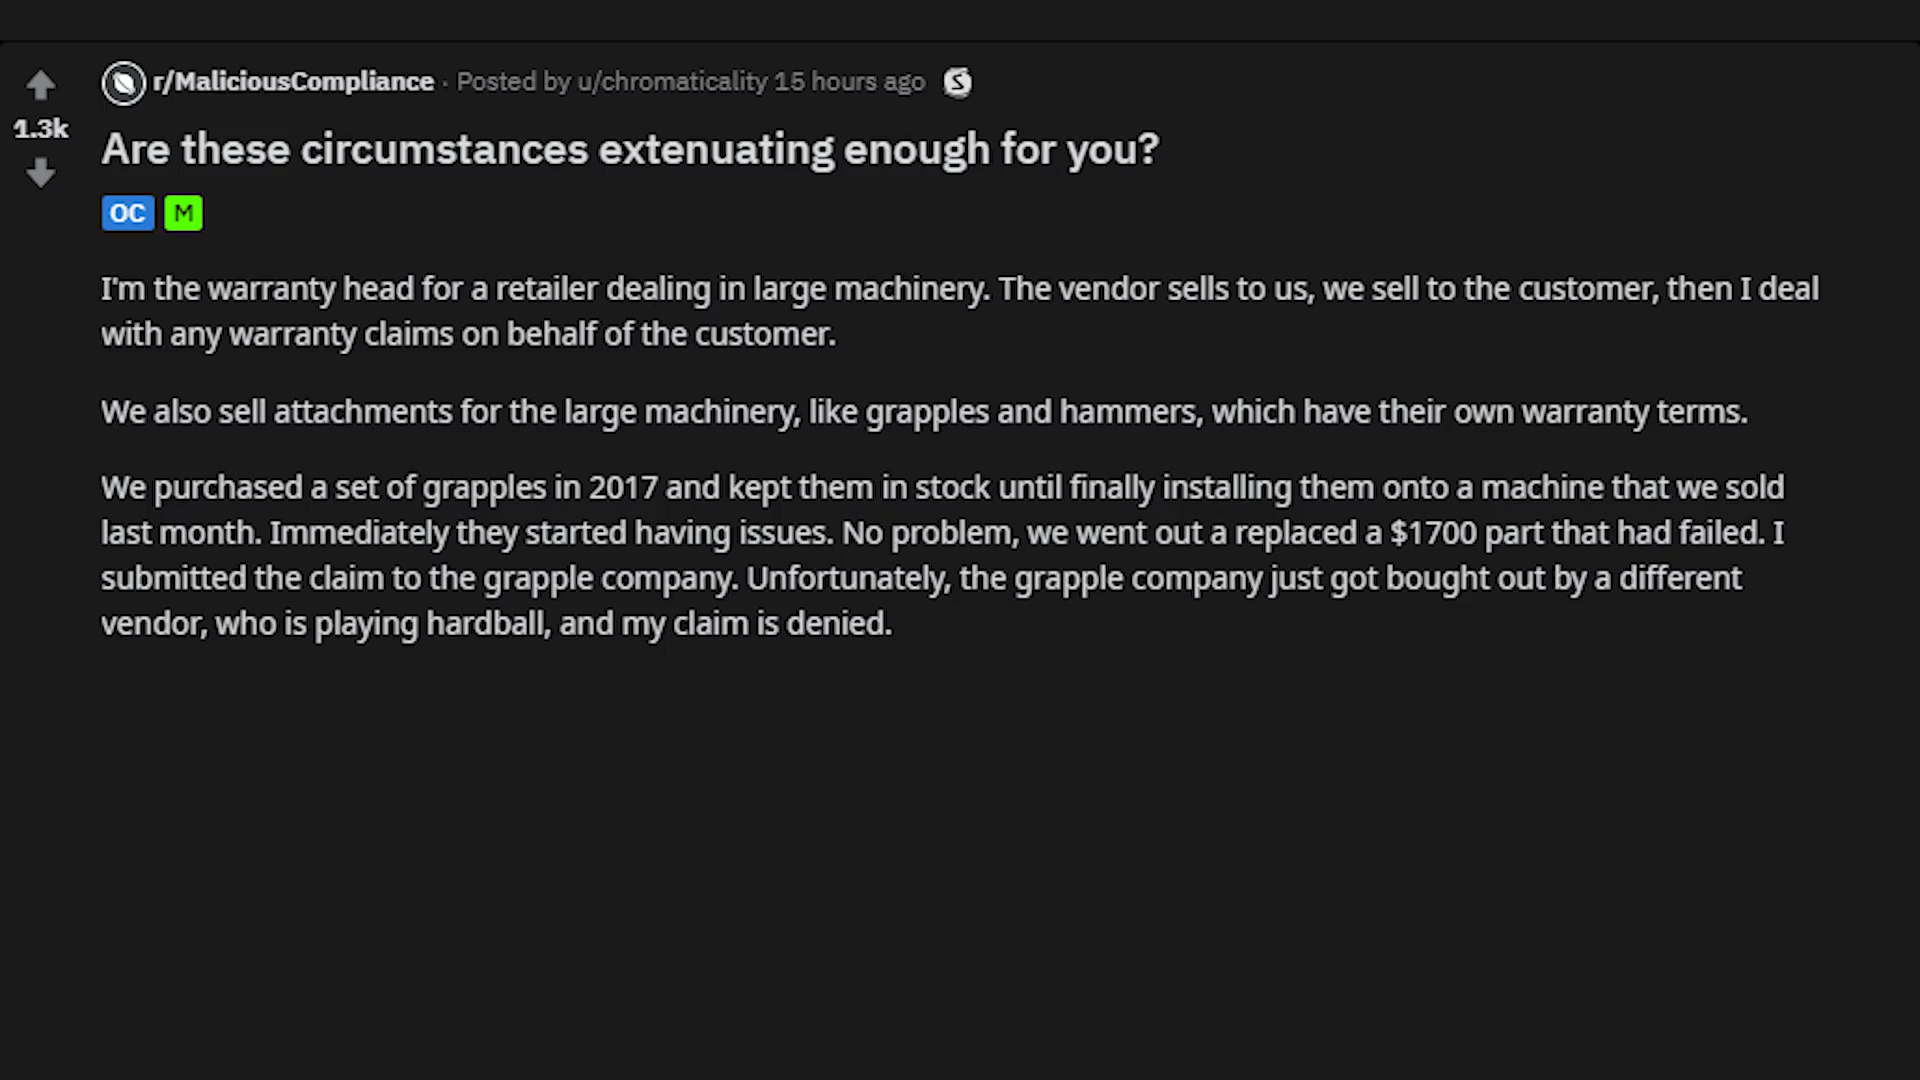 r/MaliciousCompliance · Posted by u/chromaticality 15 hours ago
1.3k
Are these circumstances extenuating enough for you?
OC M
I'm the warranty head for a retailer dealing in large machinery. The vendor sells to us, we sell to the customer, then I deal
with any warranty claims on behalf of the customer.
We also sell attachments for the large machinery, like grapples and hammers, which have their own warranty terms.
We purchased a set of grapples in 2017 and kept them in stock until finally installing them onto a machine that we sold
last month. Immediately they started having issues. No problem, we went out a replaced a $1700 part that had failed. I
submitted the claim to the grapple company. Unfortunately, the grapple company just got bought out by a different
vendor, who is playing hardball, and my claim is denied.